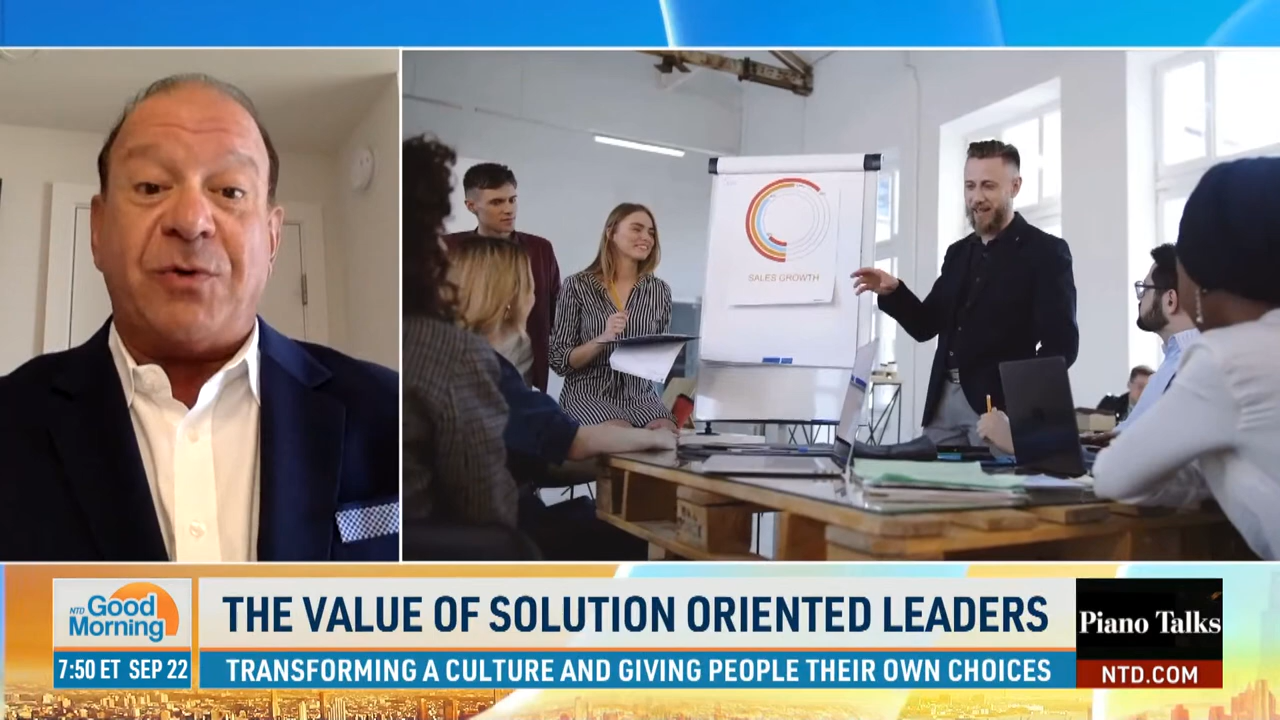 SALES GROWTH
NTD
Good
Morning
7:50 ET SEP 22
THE VALUE OF SOLUTION ORIENTED LEADERS
TRANSFORMING A CULTURE AND GIVING PEOPLE THEIR OWN CHOICES
Piano Talks
NTD.COM